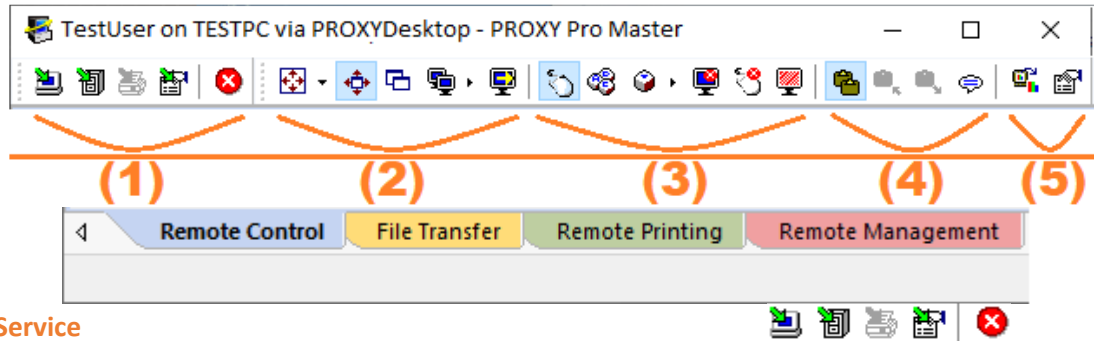 TestUser on TESTPC via PROXYDesktop - PROXY Pro Master
(1) (2) (3) (4) (5)
Remote Control File Transfer Remote Printing Remote Management
Service